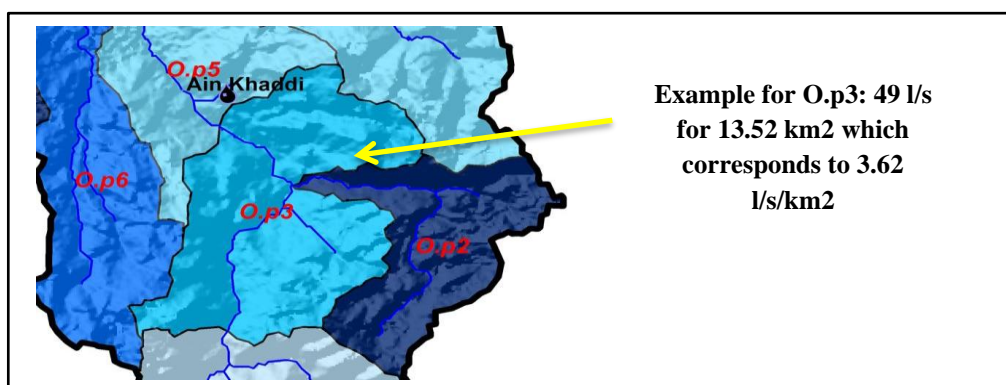 O.p5
Ain Khaddi
Example for O.p3: 49 l/s
for 13.52 km2 which
corresponds to 3.62
l/s/km2
O.p6
O.p3
O.p2